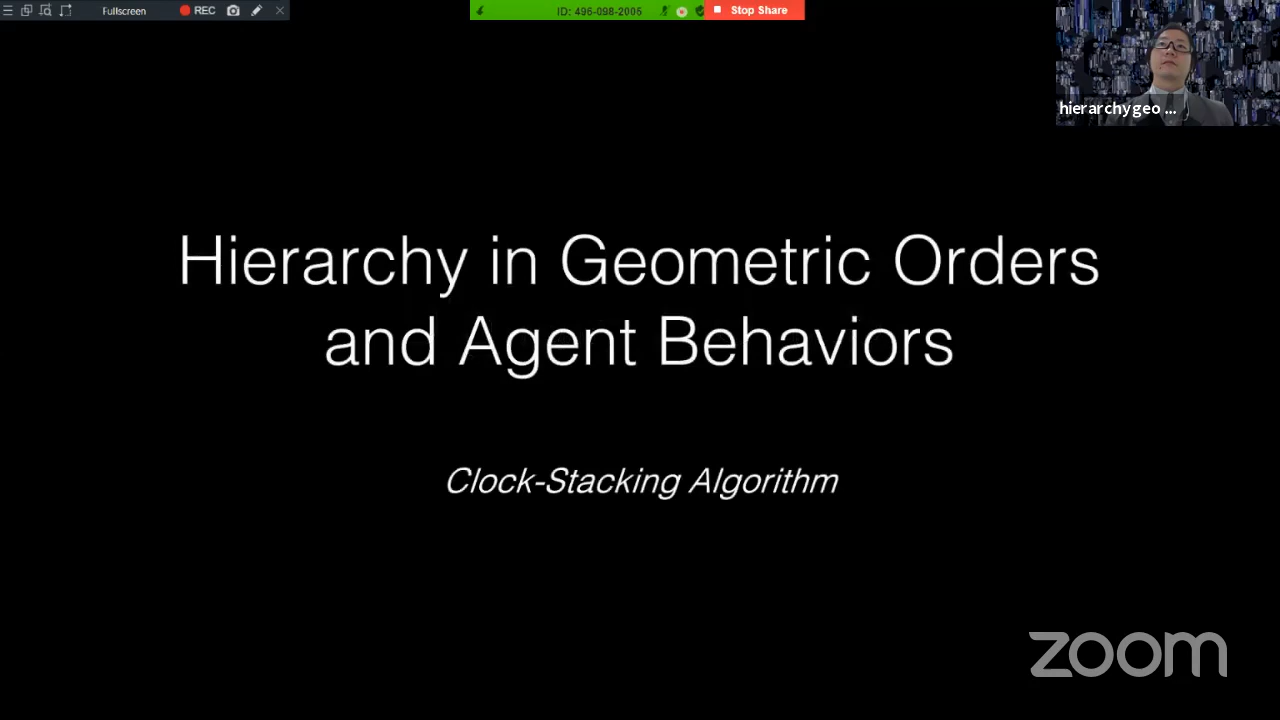 Fullscreen REC ID: 496-098-2005 Stop Share
hierarchygeo ...
Hierarchy in Geometric Orders
and Agent Behaviors
Clock-Stacking Algorithm
zoom